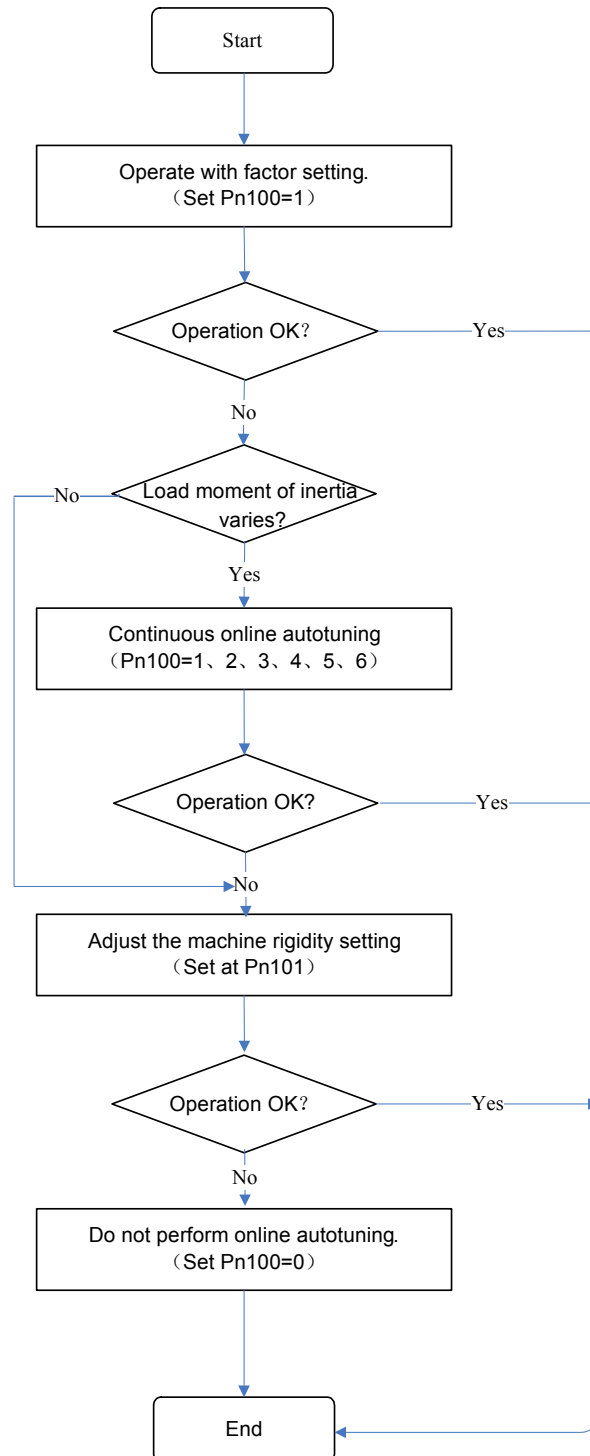 Start
Operate with factor setting.
（Set Pn100=1）
Operation OK?
Yes
No
Load moment of inertia
varies?
No
Yes
Continuous online autotuning
（Pn100=1、2、3、4、5、6）
Operation OK?
Yes
No
Adjust the machine rigidity setting
（Set at Pn101）
Operation OK?
Yes
No
Do not perform online autotuning.
（Set Pn100=0）
End